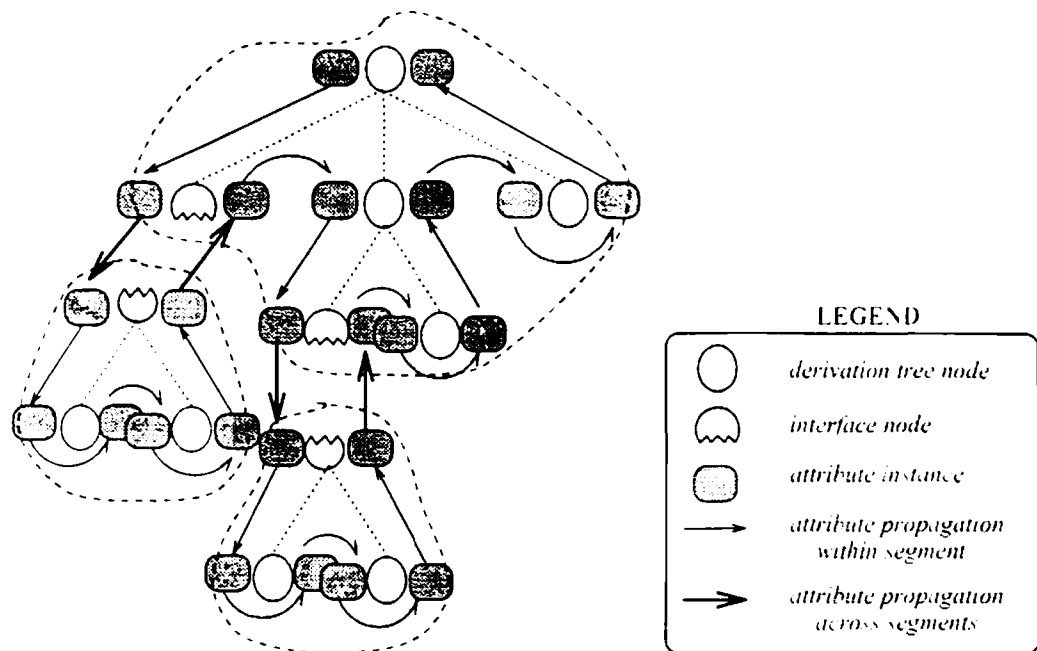 LEGEND
derivation tree node
interface node
attribute instance
attribute propagation
within segment
attribute propagation
across segments